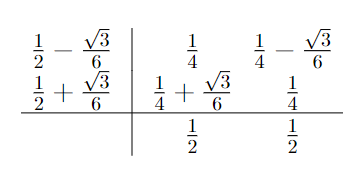 1/2 − √3/6 | 1/4 1/4 − √3/6
1/2 + √3/6 | 1/4 + √3/6 1/4
| 1/2 1/2